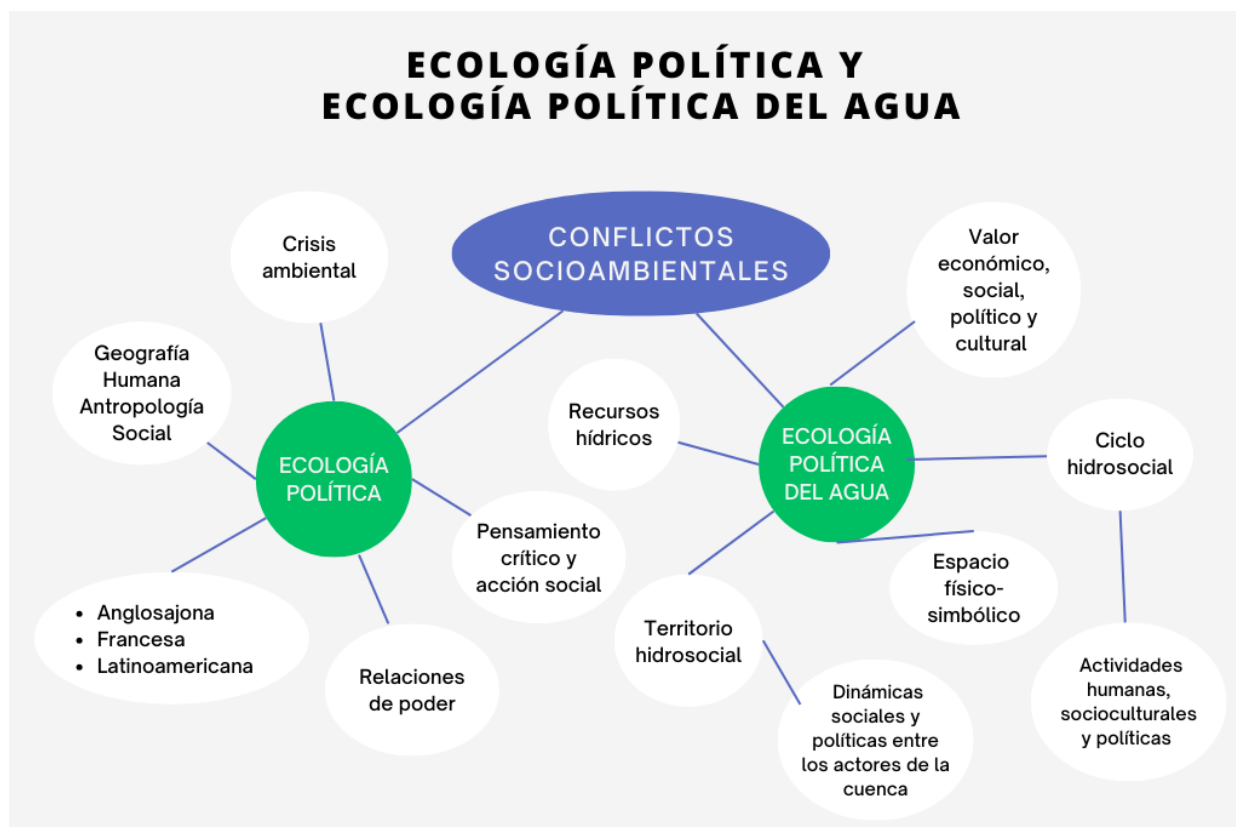 ECOLOGÍA POLÍTICA Y
ECOLOGÍA POLÍTICA DEL AGUA
CONFLICTOS
SOCIOAMBIENTALES
Crisis
ambiental
Geografía
Humana
Antropología
Social
ECOLOGÍA
POLÍTICA
Pensamiento
crítico y
acción social
• Anglosajona
• Francesa
• Latinoamericana
Relaciones
de poder
Valor
económico,
social,
político y
cultural
Recursos
hídricos
ECOLOGÍA
POLÍTICA
DEL AGUA
Ciclo
hidrosocial
Espacio
físico-
simbólico
Territorio
hidrosocial
Dinámicas
sociales y
políticas entre
los actores de la
cuenca
Actividades
humanas,
socioculturales
y políticas